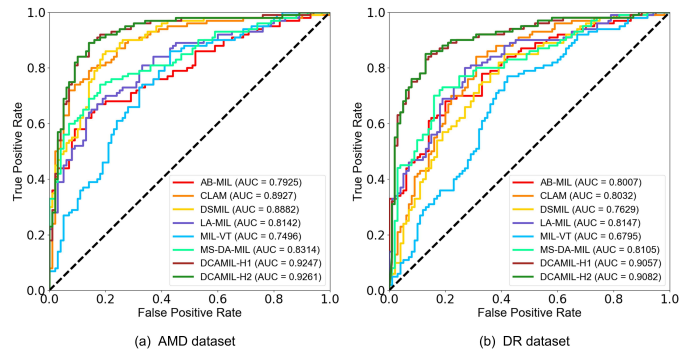 True Positive Rate
1.0
0.8
0.6
0.4
0.2
0.0
0.0 0.2 0.4 0.6 0.8 1.0
False Positive Rate
AB-MIL (AUC = 0.7925)
CLAM (AUC = 0.8927)
DSMIL (AUC = 0.8882)
LA-MIL (AUC = 0.8142)
MIL-VT (AUC = 0.7496)
MS-DA-MIL (AUC = 0.8314)
DCAMIL-H1 (AUC = 0.9247)
DCAMIL-H2 (AUC = 0.9261)
(a) AMD dataset
True Positive Rate
1.0
0.8
0.6
0.4
0.2
0.0
0.0 0.2 0.4 0.6 0.8 1.0
False Positive Rate
AB-MIL (AUC = 0.8007)
CLAM (AUC = 0.8032)
DSMIL (AUC = 0.7629)
LA-MIL (AUC = 0.8147)
MIL-VT (AUC = 0.6795)
MS-DA-MIL (AUC = 0.8105)
DCAMIL-H1 (AUC = 0.9057)
DCAMIL-H2 (AUC = 0.9082)
(b) DR dataset